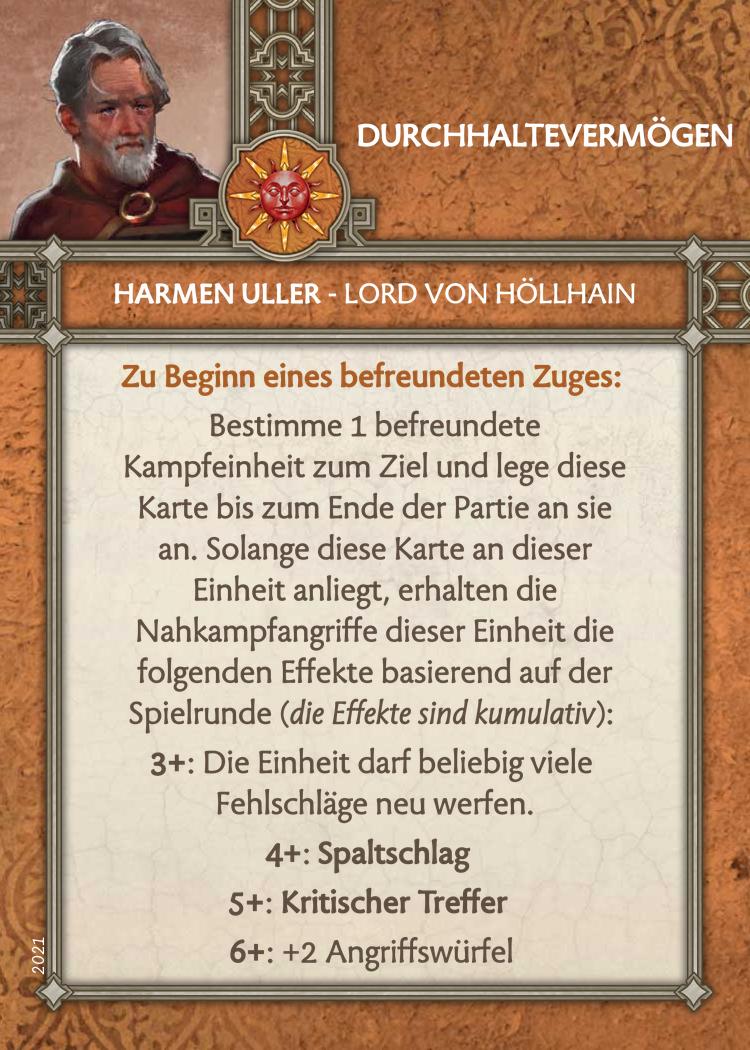 DURCHHALTEVERMÖGEN
HARMEN ULLER - LORD VON HÖLLHAIN
Zu Beginn eines befreundeten Zuges:
Bestimme 1 befreundete
Kampfeinheit zum Ziel und lege diese
Karte bis zum Ende der Partie an sie
an. Solange diese Karte an dieser
Einheit anliegt, erhalten die
Nahkampfangriffe dieser Einheit die
folgenden Effekte basierend auf der
Spielrunde (die Effekte sind kumulativ):
3+: Die Einheit darf beliebig viele
Fehlschläge neu werfen.
4+: Spaltschlag
5+: Kritischer Treffer
6+: +2 Angriffswürfel
2021